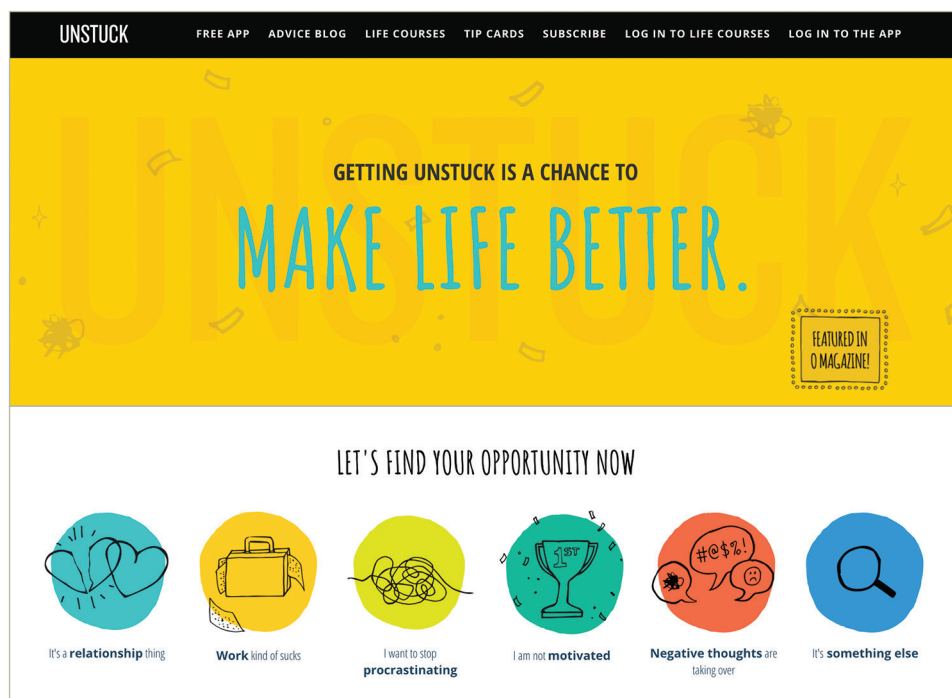 UNSTUCK
FREE APP ADVICE BLOG LIFE COURSES TIP CARDS SUBSCRIBE LOG IN TO LIFE COURSES LOG IN TO THE APP
UNSTUCK
GETTING UNSTUCK IS A CHANCE TO
MAKE LIFE BETTER.
FEATURED IN
O MAGAZINE!
LET'S FIND YOUR OPPORTUNITY NOW
1ST
#@$%!
It's a relationship thing
Work kind of sucks
I want to stop
procrastinating
I am not motivated
Negative thoughts are
taking over
It's something else